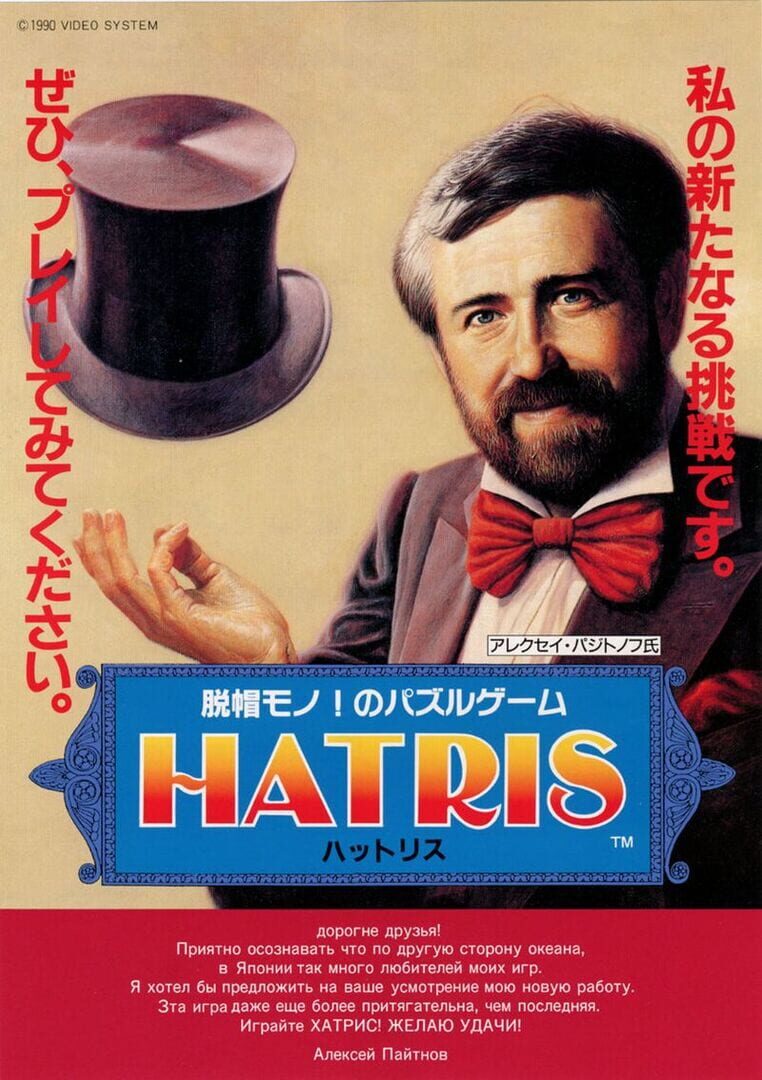 ©1990 VIDEO SYSTEM
私の新たなる挑戦です。
ぜひ、プレイしてみてください。
アレクセイ・パジトノフ氏
脱帽モノ！のパズルゲーム
HATRIS
TM
ハットリス
дорогне друзья!
Приятно осознавать что по другую сторону океана,
в Японии так много любителей моих игр.
Я хотел бы предложить на ваше усмотрение мою новую работу.
Зта игра даже еще более притягательна, чем последняя.
Играйте ХАТРИС! ЖЕЛАЮ УДАЧИ!
Алексей Пайтнов